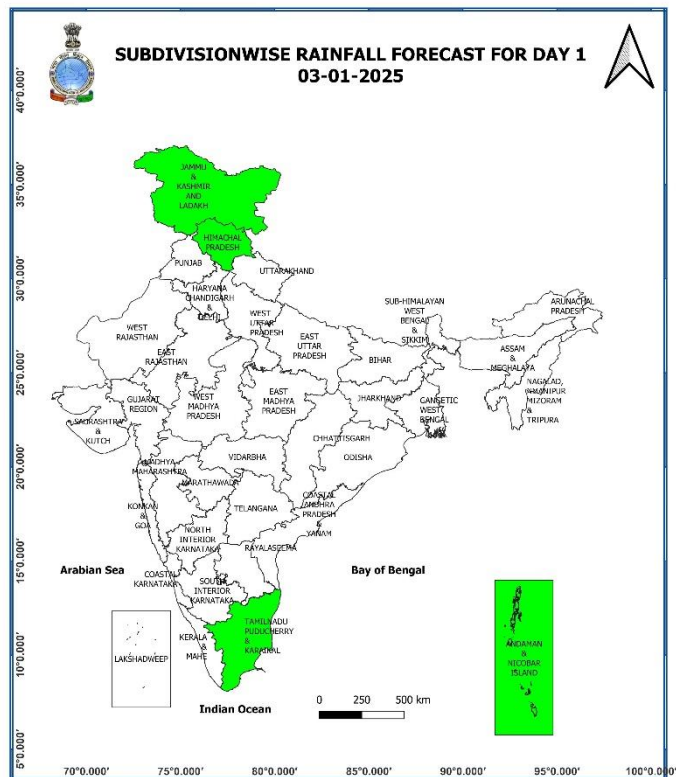 SUBDIVISIONWISE RAINFALL FORECAST FOR DAY 1
03-01-2025
40°0.000'
35°0.000'
30°0.000'
25°0.000'
20°0.000'
15°0.000'
10°0.000'
5°0.000'
JAMMU
&
KASHMIR
AND
LADAKH
HIMACHAL
PRADESH
PUNJAB
UTTARAKHAND
HARYANA
CHANDIGARH
&
DELHI
WEST
UTTAR
PRADESH
SUB-HIMALAYAN
WEST
BENGAL
&
SIKKIM
ARUNACHAL
PRADESH
WEST
RAJASTHAN
EAST
RAJASTHAN
EAST
UTTAR
PRADESH
BIHAR
ASSAM
&
MEGHALAYA
NAGALAD,
MANIPUR
MIZORAM
&
TRIPURA
GUJARAT
REGION
WEST
MADHYA
PRADESH
EAST
MADHYA
PRADESH
JHARKHAND
GANGETIC
WEST
BENGAL
SAURASHTRA
&
KUTCH
CHHATTISGARH
ODISHA
VIDARBHA
MADHYA
MAHARASHTRA
MARATHAWADA
TELANGANA
COASTAL
ANDHRA
PRADESH
&
YANAM
KONKAN
&
GOA
NORTH
INTERIOR
KARNATAKA
RAYALASEEMA
Arabian Sea
Bay of Bengal
COASTAL
KARNATAKA
SOUTH
INTERIOR
KARNATAKA
TAMILNADU
PUDUCHERRY
&
KARAIKAL
KERALA
&
MAHE
LAKSHADWEEP
ANDAMAN
&
NICOBAR
ISLAND
Indian Ocean
0 250 500 km
70°0.000' 75°0.000' 80°0.000' 85°0.000' 90°0.000' 95°0.000' 100°0.000'